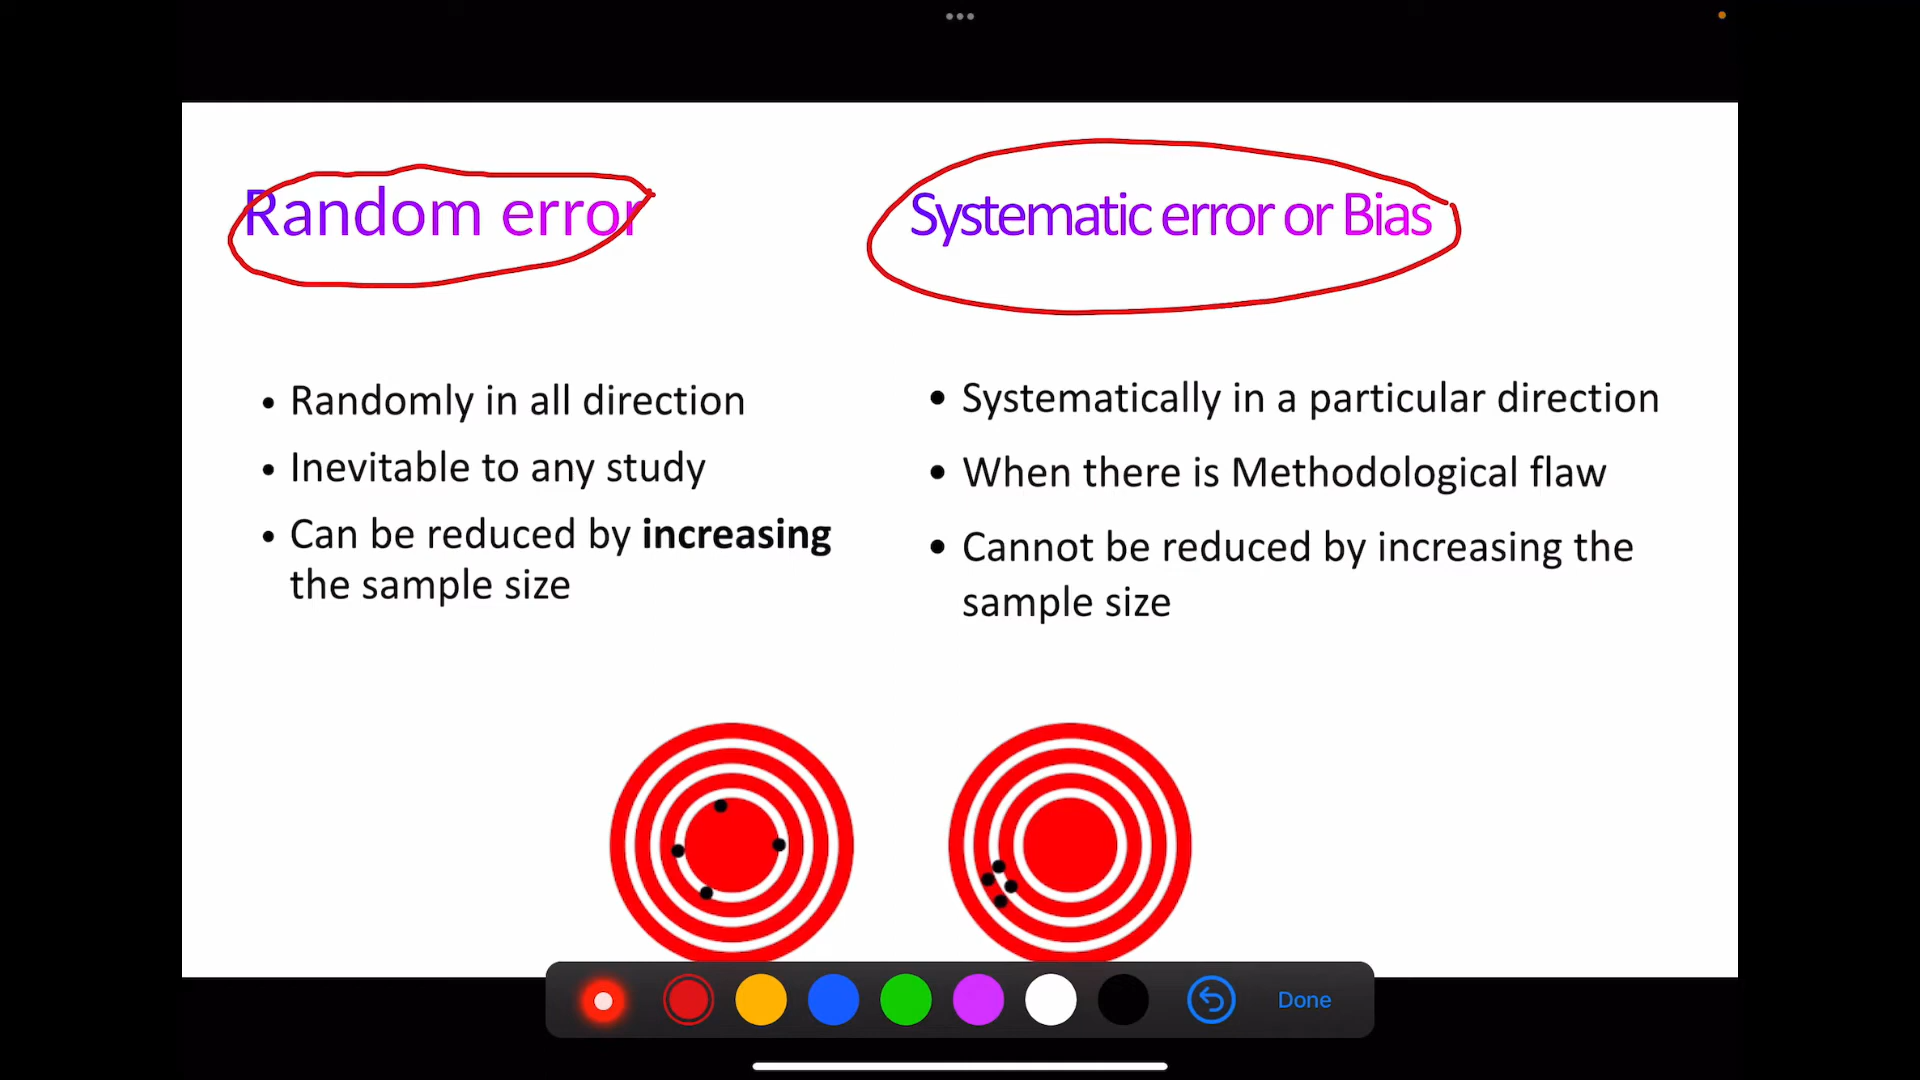 Random error
Systematic error or Bias
• Randomly in all direction
• Inevitable to any study
• Can be reduced by increasing
the sample size
• Systematically in a particular direction
• When there is Methodological flaw
• Cannot be reduced by increasing the
sample size
Done